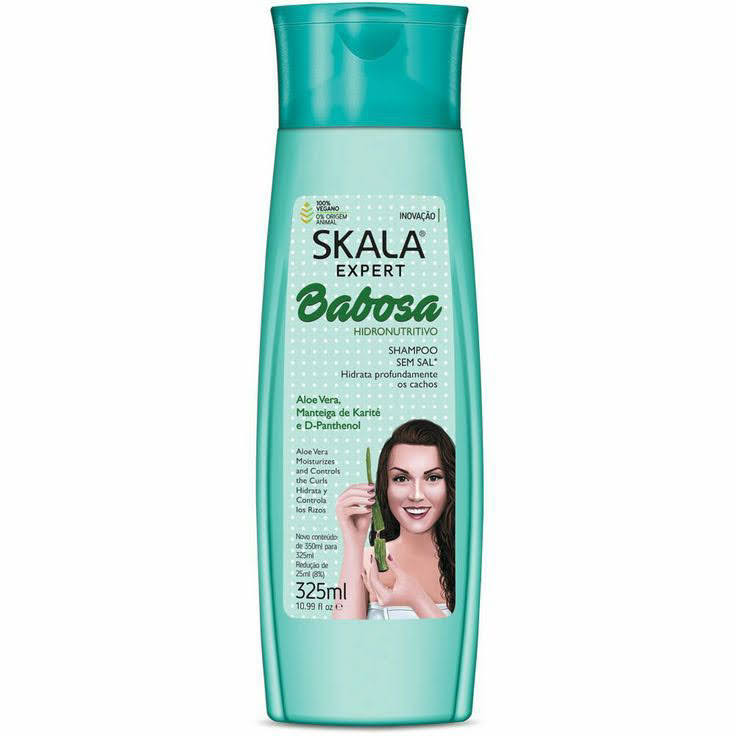 100%
VEGANO
0% ORIGEM
ANIMAL
INOVAÇÃO
SKALA®
EXPERT
Babosa
HIDRONUTRITIVO
SHAMPOO
SEM SAL*
Hidrata profundamente
os cachos
Aloe Vera,
Manteiga de Karité
e D-Panthenol
Aloe Vera
Moisturizes
and Controls
the Curls
Hidrata y
Controla
los Rizos
Novo conteúdo:
de 350ml para
325ml
Redução de
25ml (8%)
325ml
10.99 fl oz ℮